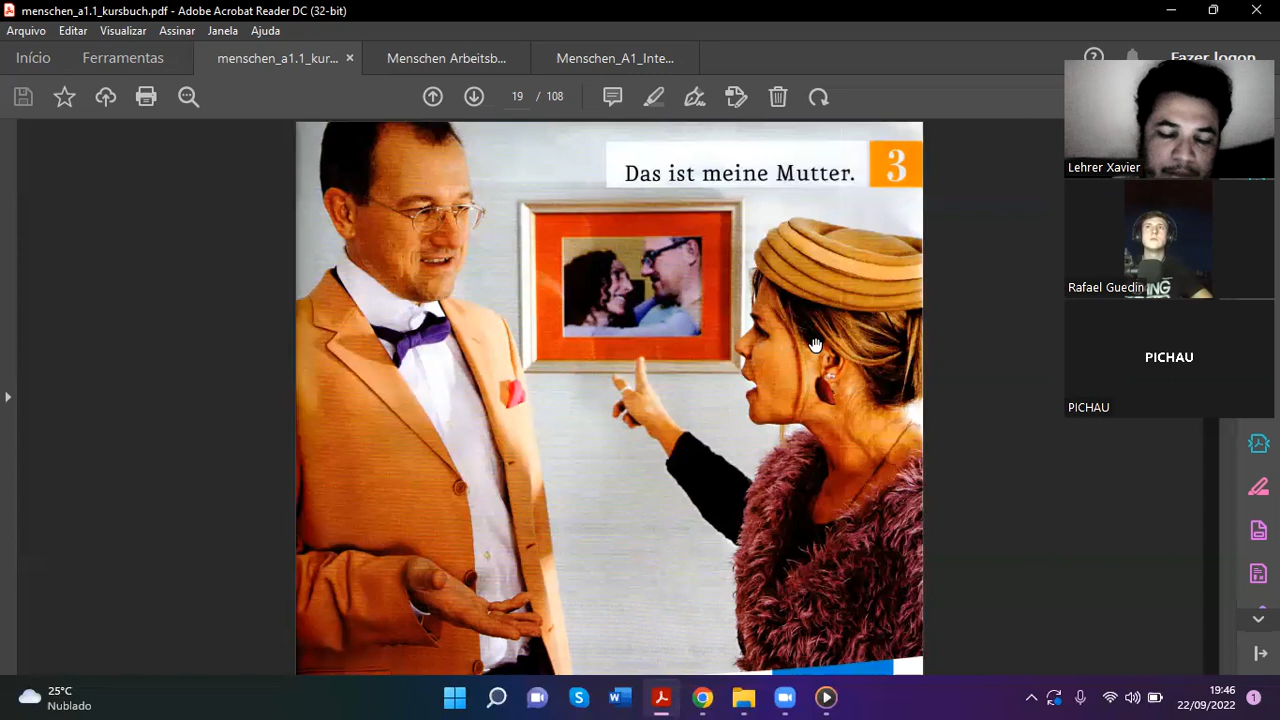 menschen_a1.1_kursbuch.pdf - Adobe Acrobat Reader DC (32-bit)
Arquivo Editar Visualizar Assinar Janela Ajuda
Início Ferramentas menschen_a1.1_kur... Menschen Arbeitsb... Menschen_A1_Inte... Fazer logon
19 / 108
Das ist meine Mutter. 3
Lehrer Xavier
Rafael Guedin
PICHAU
PICHAU
25°C
Nublado
19:46
22/09/2022
1